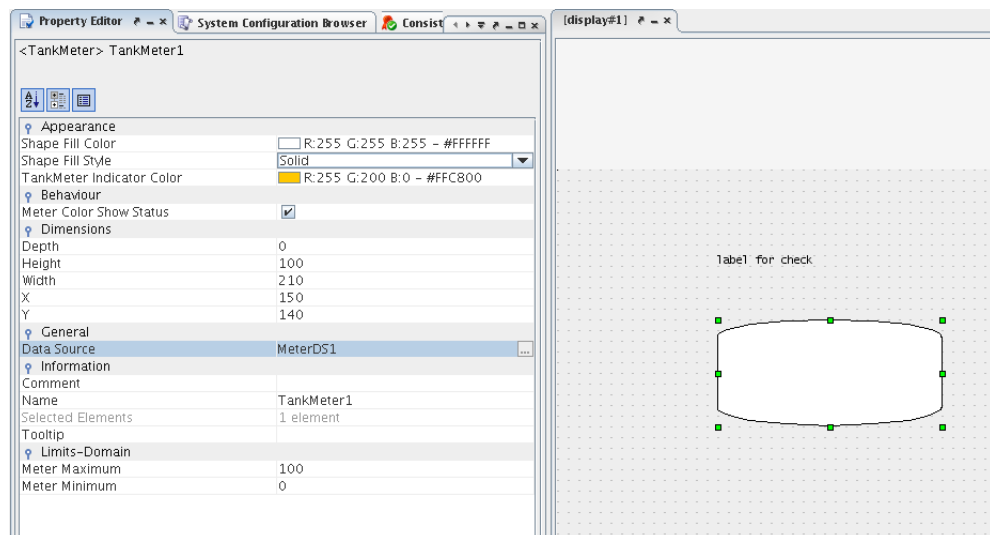 Property Editor
System Configuration Browser
Consist
[display#1]
<TankMeter> TankMeter1
Appearance
Shape Fill Color R:255 G:255 B:255 - #FFFFFF
Shape Fill Style Solid
TankMeter Indicator Color R:255 G:200 B:0 - #FFC800
Behaviour
Meter Color Show Status
Dimensions
Depth 0
Height 100
Width 210
X 150
Y 140
General
Data Source MeterDS1 ...
Information
Comment
Name TankMeter1
Selected Elements 1 element
Tooltip
Limits-Domain
Meter Maximum 100
Meter Minimum 0
label for check